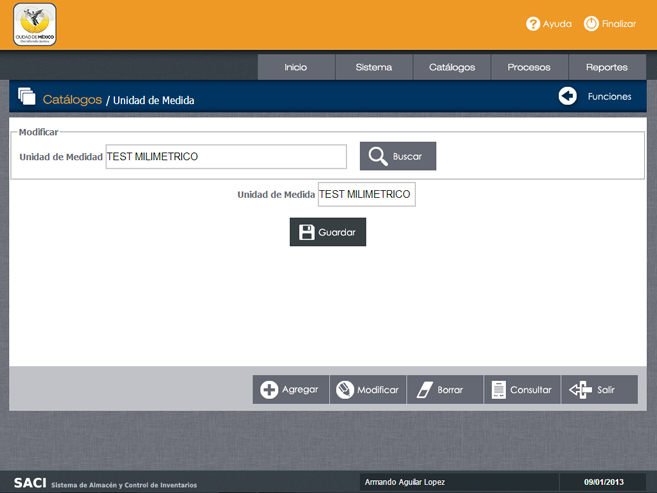 CIUDAD DE MÉXICO
Ayuda Finalizar
Inicio Sistema Catálogos Procesos Reportes
Catálogos / Unidad de Medida Funciones
Modificar
Unidad de Medidad TEST MILIMETRICO Buscar
Unidad de Medida TEST MILIMETRICO
Guardar
Agregar Modificar Borrar Consultar Salir
SACI Sistema de Almacén y Control de Inventarios Armando Aguilar Lopez 09/01/2013